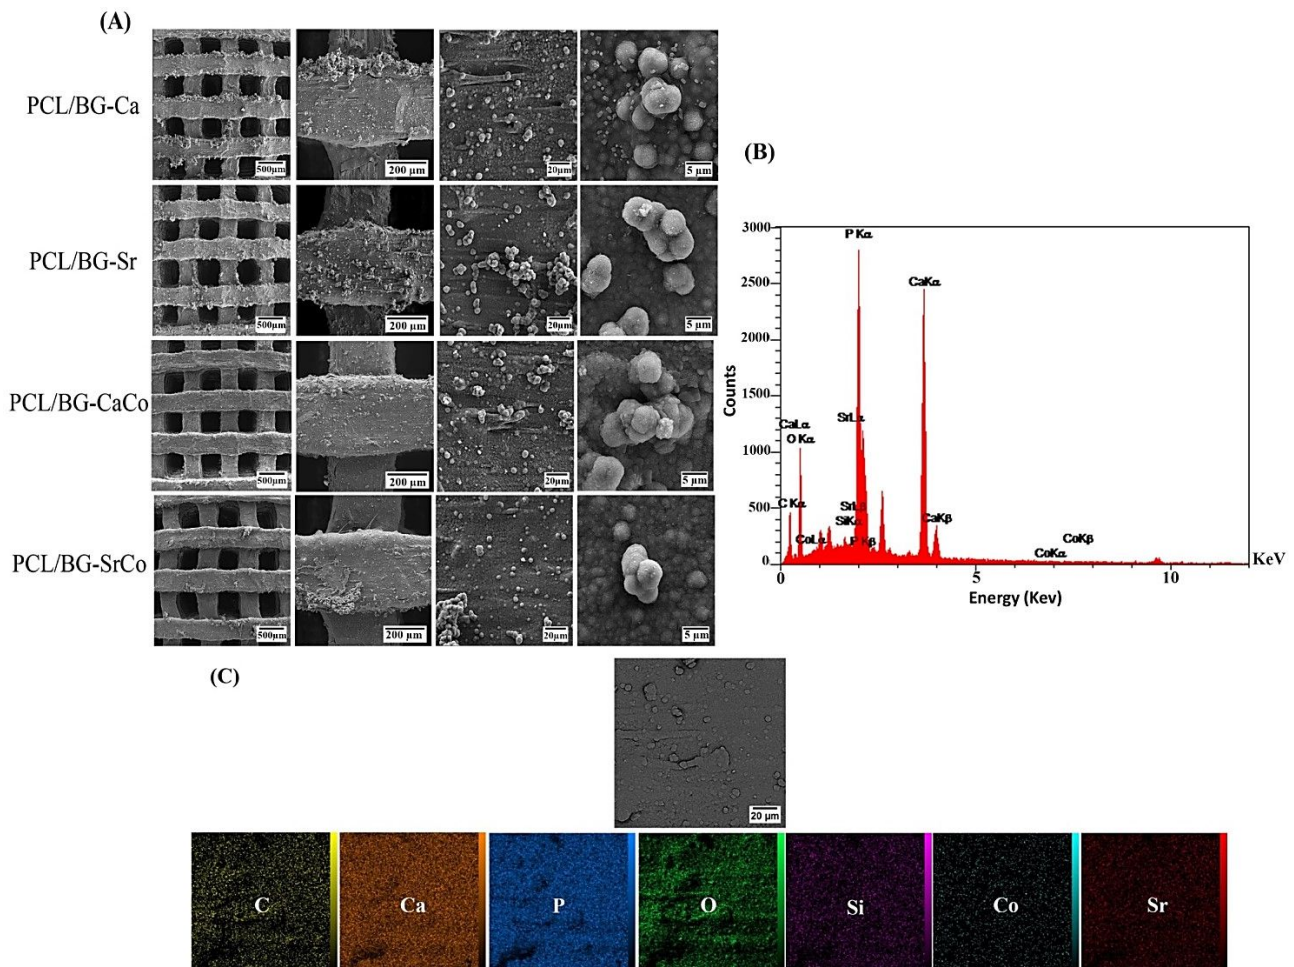 (A)
PCL/BG-Ca
500µm
200 µm
20µm
5 µm
PCL/BG-Sr
500µm
200 µm
20µm
5 µm
PCL/BG-CaCo
500µm
200 µm
20µm
5 µm
PCL/BG-SrCo
500µm
200 µm
20µm
5 µm
(B)
3000
2500
2000
1500
1000
500
0
Counts
P Kα
CaKα
SrLα
CaLα
O Kα
C Kα
CoLα
SrLβ
SiKα
P Kβ
CaKβ
CoKα
CoKβ
0
5
10
KeV
Energy (Kev)
(C)
20 µm
C
Ca
P
O
Si
Co
Sr